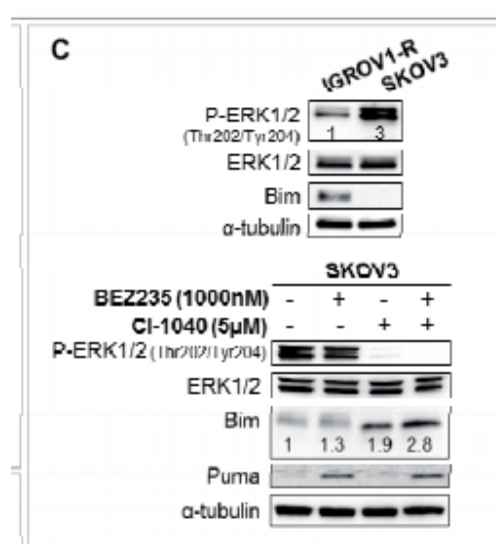 C
IGROV1-R SKOV3
P-ERK1/2
(Thr202/Tyr204)
1 3
ERK1/2
Bim
α-tubulin
SKOV3
BEZ235 (1000nM) - + - +
CI-1040 (5µM) - - + +
P-ERK1/2 (Thr202/Tyr204)
ERK1/2
Bim
1 1.3 1.9 2.8
Puma
α-tubulin